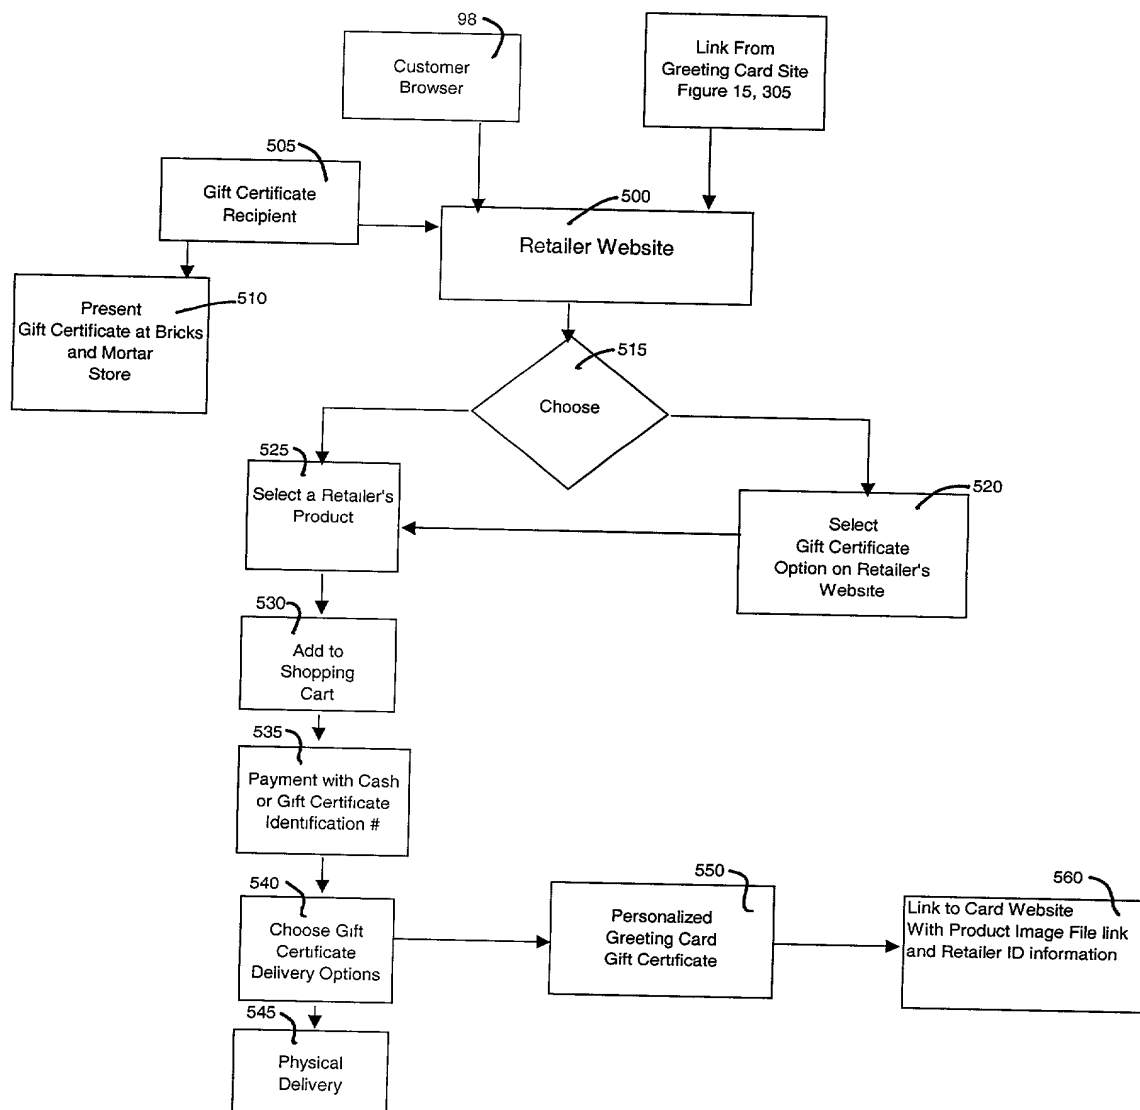 98
Customer
Browser
Link From
Greeting Card Site
Figure 15, 305
505
Gift Certificate
Recipient
500
Retailer Website
510
Present
Gift Certificate at Bricks
and Mortar
Store
515
Choose
525
Select a Retailer's
Product
520
Select
Gift Certificate
Option on Retailer's
Website
530
Add to
Shopping
Cart
535
Payment with Cash
or Gift Certificate
Identification #
540
Choose Gift
Certificate
Delivery Options
550
Personalized
Greeting Card
Gift Certificate
560
Link to Card Website
With Product Image File link
and Retailer ID information
545
Physical
Delivery